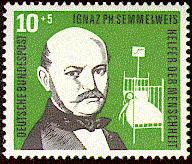 10+5
IGNAZ PH. SEMMELWEIS
HELFER DER MENSCHHEIT
DEUTSCHE BUNDESPOST